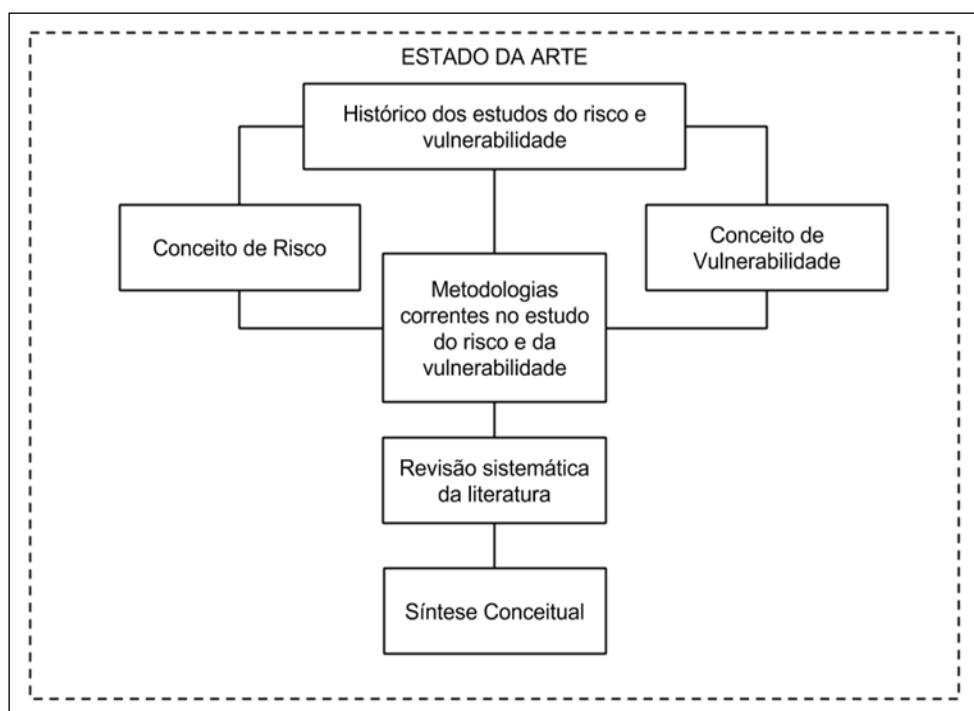 ESTADO DA ARTE
Histórico dos estudos do risco e
vulnerabilidade
Conceito de Risco
Conceito de
Vulnerabilidade
Metodologias
correntes no estudo
do risco e da
vulnerabilidade
Revisão sistemática
da literatura
Síntese Conceitual